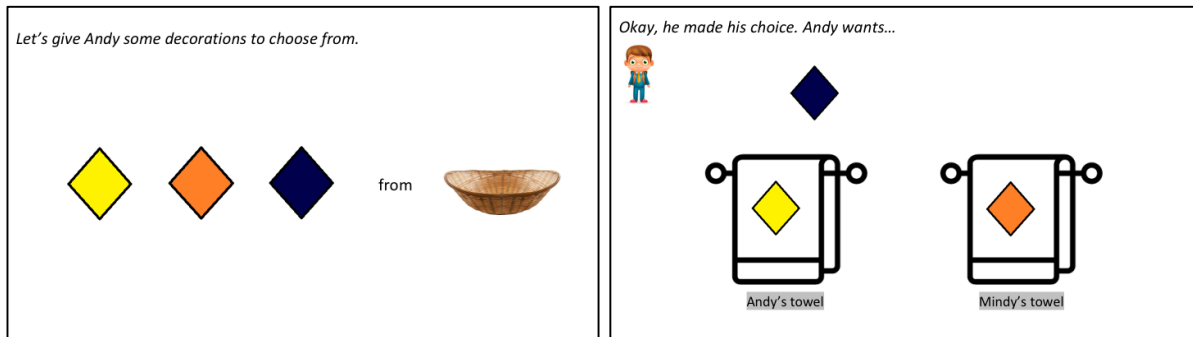 Let’s give Andy some decorations to choose from.
from
Okay, he made his choice. Andy wants…
Andy’s towel
Mindy’s towel